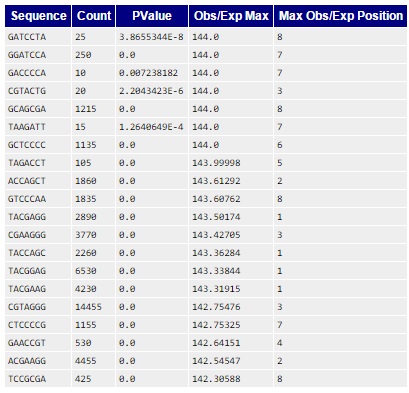 Sequence Count PValue Obs/Exp Max Max Obs/Exp Position
GATCCTA 25 3.8655344E-8 144.0 8
GGATCCA 250 0.0 144.0 7
GACCCCA 10 0.007238182 144.0 7
CGTACTG 20 2.2043423E-6 144.0 3
GCAGCGA 1215 0.0 144.0 8
TAAGATT 15 1.2640649E-4 144.0 7
GCTCCCC 1135 0.0 144.0 6
TAGACCT 105 0.0 143.99998 5
ACCAGCT 1860 0.0 143.61292 2
GTCCCAA 1835 0.0 143.60762 8
TACGAGG 2890 0.0 143.50174 1
CGAAGGG 3770 0.0 143.42705 3
TACCAGC 2260 0.0 143.36284 1
TACGGAG 6530 0.0 143.33844 1
TACGAAG 4230 0.0 143.31915 1
CGTAGGG 14455 0.0 142.75476 3
CTCCCCG 1155 0.0 142.75325 7
GAACCGT 530 0.0 142.64151 4
ACGAAGG 4455 0.0 142.54547 2
TCCGCGA 425 0.0 142.30588 8